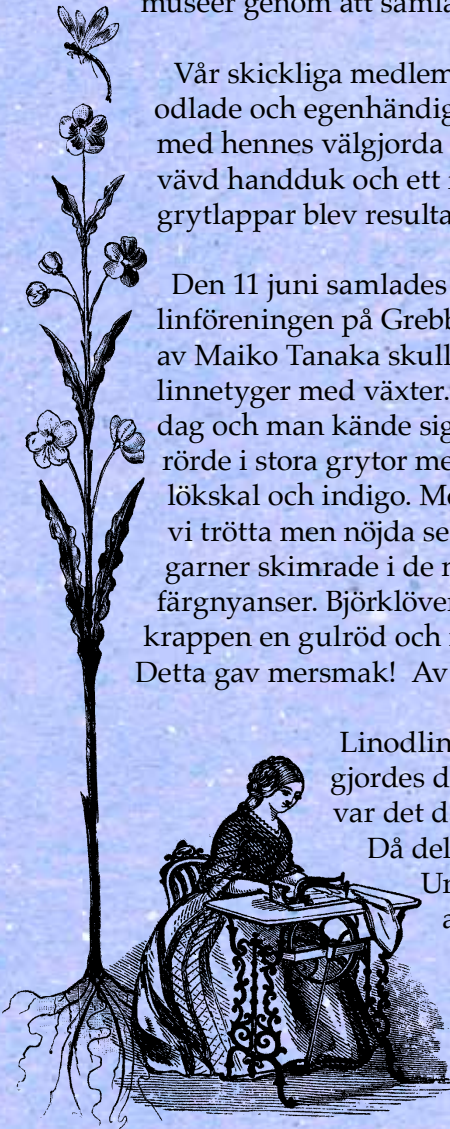 museer genom att samla
Vår skickliga medlem
odlade och egenhändig
med hennes välgjorda
vävd handduk och ett
grytlappar blev resulta
Den 11 juni samlades
linföreningen på Grebb
av Maiko Tanaka skull
linnetyger med växter.
dag och man kände sig
rörde i stora grytor me
lökskal och indigo. Me
vi trötta men nöjda se
garner skimrade i de
färgnyanser. Björklöver
krappen en gulröd och
Detta gav mersmak! Av
Linodlin
gjordes d
var det d
Då del
Un
a